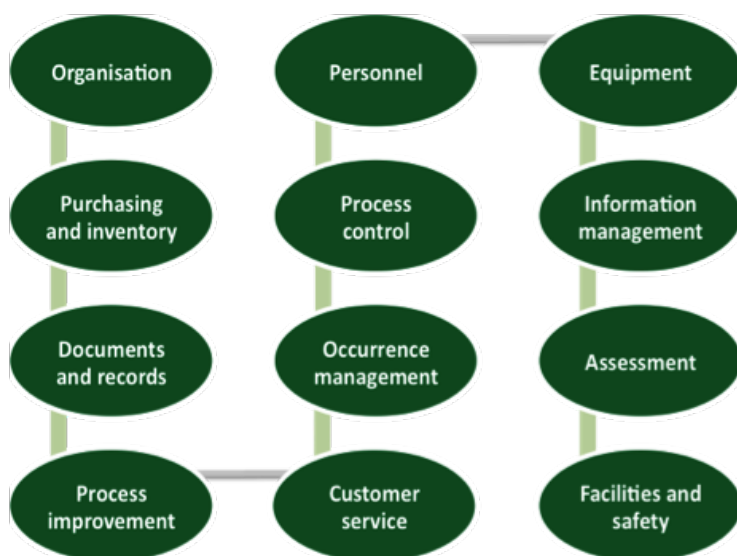 Organisation
Personnel
Equipment
Purchasing
and inventory
Process
control
Information
management
Documents
and records
Occurrence
management
Assessment
Process
improvement
Customer
service
Facilities and
safety